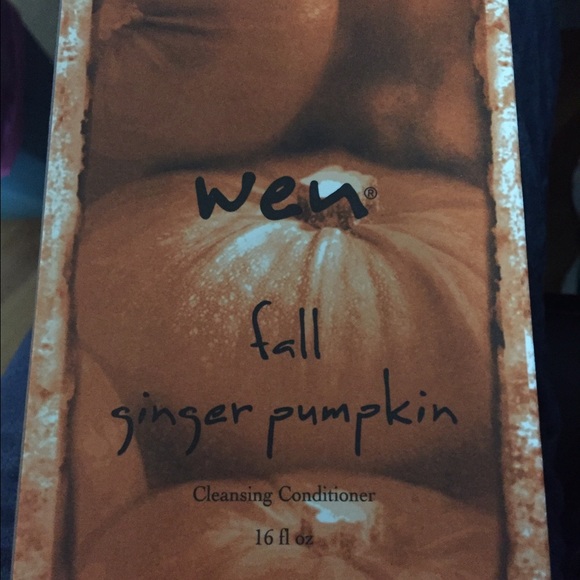 wen®
fall
ginger pumpkin
Cleansing Conditioner
16 fl oz